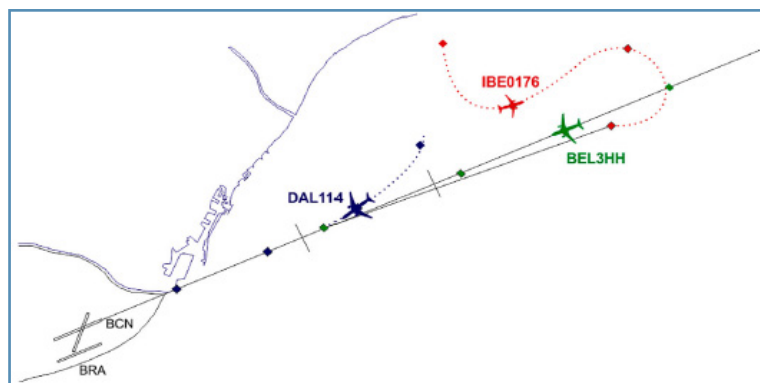 IBE0176
BEL3HH
DAL114
BCN
BRA